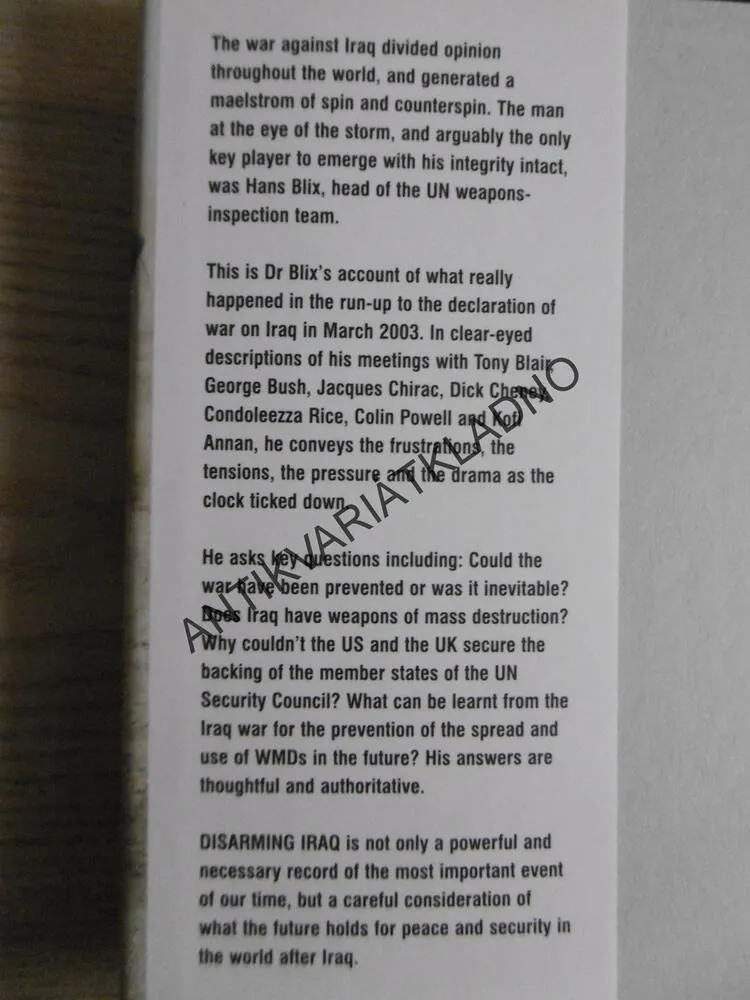 The war against Iraq divided opinion
throughout the world, and generated a
maelstrom of spin and counterspin. The man
at the eye of the storm, and arguably the only
key player to emerge with his integrity intact,
was Hans Blix, head of the UN weapons-
inspection team.
This is Dr Blix's account of what really
happened in the run-up to the declaration of
war on Iraq in March 2003. In clear-eyed
descriptions of his meetings with Tony Blair,
George Bush, Jacques Chirac, Dick Cheney,
Condoleezza Rice, Colin Powell and Kofi
Annan, he conveys the frustrations, the
tensions, the pressure and the drama as the
clock ticked down.
He asks key questions including: Could the
war have been prevented or was it inevitable?
Does Iraq have weapons of mass destruction?
Why couldn't the US and the UK secure the
backing of the member states of the UN
Security Council? What can be learnt from the
Iraq war for the prevention of the spread and
use of WMDs in the future? His answers are
thoughtful and authoritative.
DISARMING IRAQ is not only a powerful and
necessary record of the most important event
of our time, but a careful consideration of
what the future holds for peace and security in
the world after Iraq.
ANTIKVARIATKLADNO